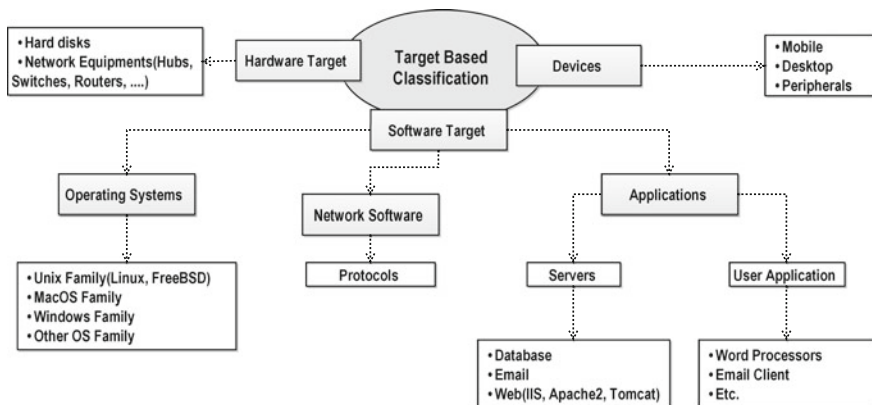 Target Based
Classification
Hardware Target
• Hard disks
• Network Equipments(Hubs,
Switches, Routers, ....)
Devices
• Mobile
• Desktop
• Peripherals
Software Target
Operating Systems
• Unix Family(Linux, FreeBSD)
• MacOS Family
• Windows Family
• Other OS Family
Network Software
Protocols
Applications
Servers
• Database
• Email
• Web(IIS, Apache2, Tomcat)
User Application
• Word Processors
• Email Client
• Etc.